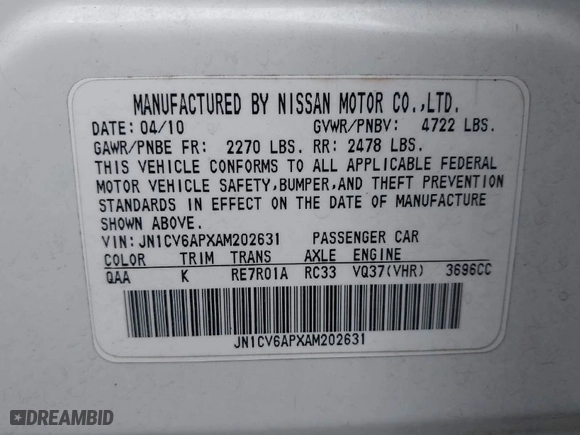 MANUFACTURED BY NISSAN MOTOR CO.,LTD.
DATE: 04/10 GVWR/PNBV: 4722 LBS.
GAWR/PNBE FR: 2270 LBS. RR: 2478 LBS.
THIS VEHICLE CONFORMS TO ALL APPLICABLE FEDERAL
MOTOR VEHICLE SAFETY,BUMPER,AND THEFT PREVENTION
STANDARDS IN EFFECT ON THE DATE OF MANUFACTURE
SHOWN ABOVE.
VIN: JN1CV6APXAM202631 PASSENGER CAR
COLOR TRIM TRANS AXLE ENGINE
QAA K RE7R01A RC33 VQ37(VHR) 3696CC
JN1CV6APXAM202631
DREAMBID